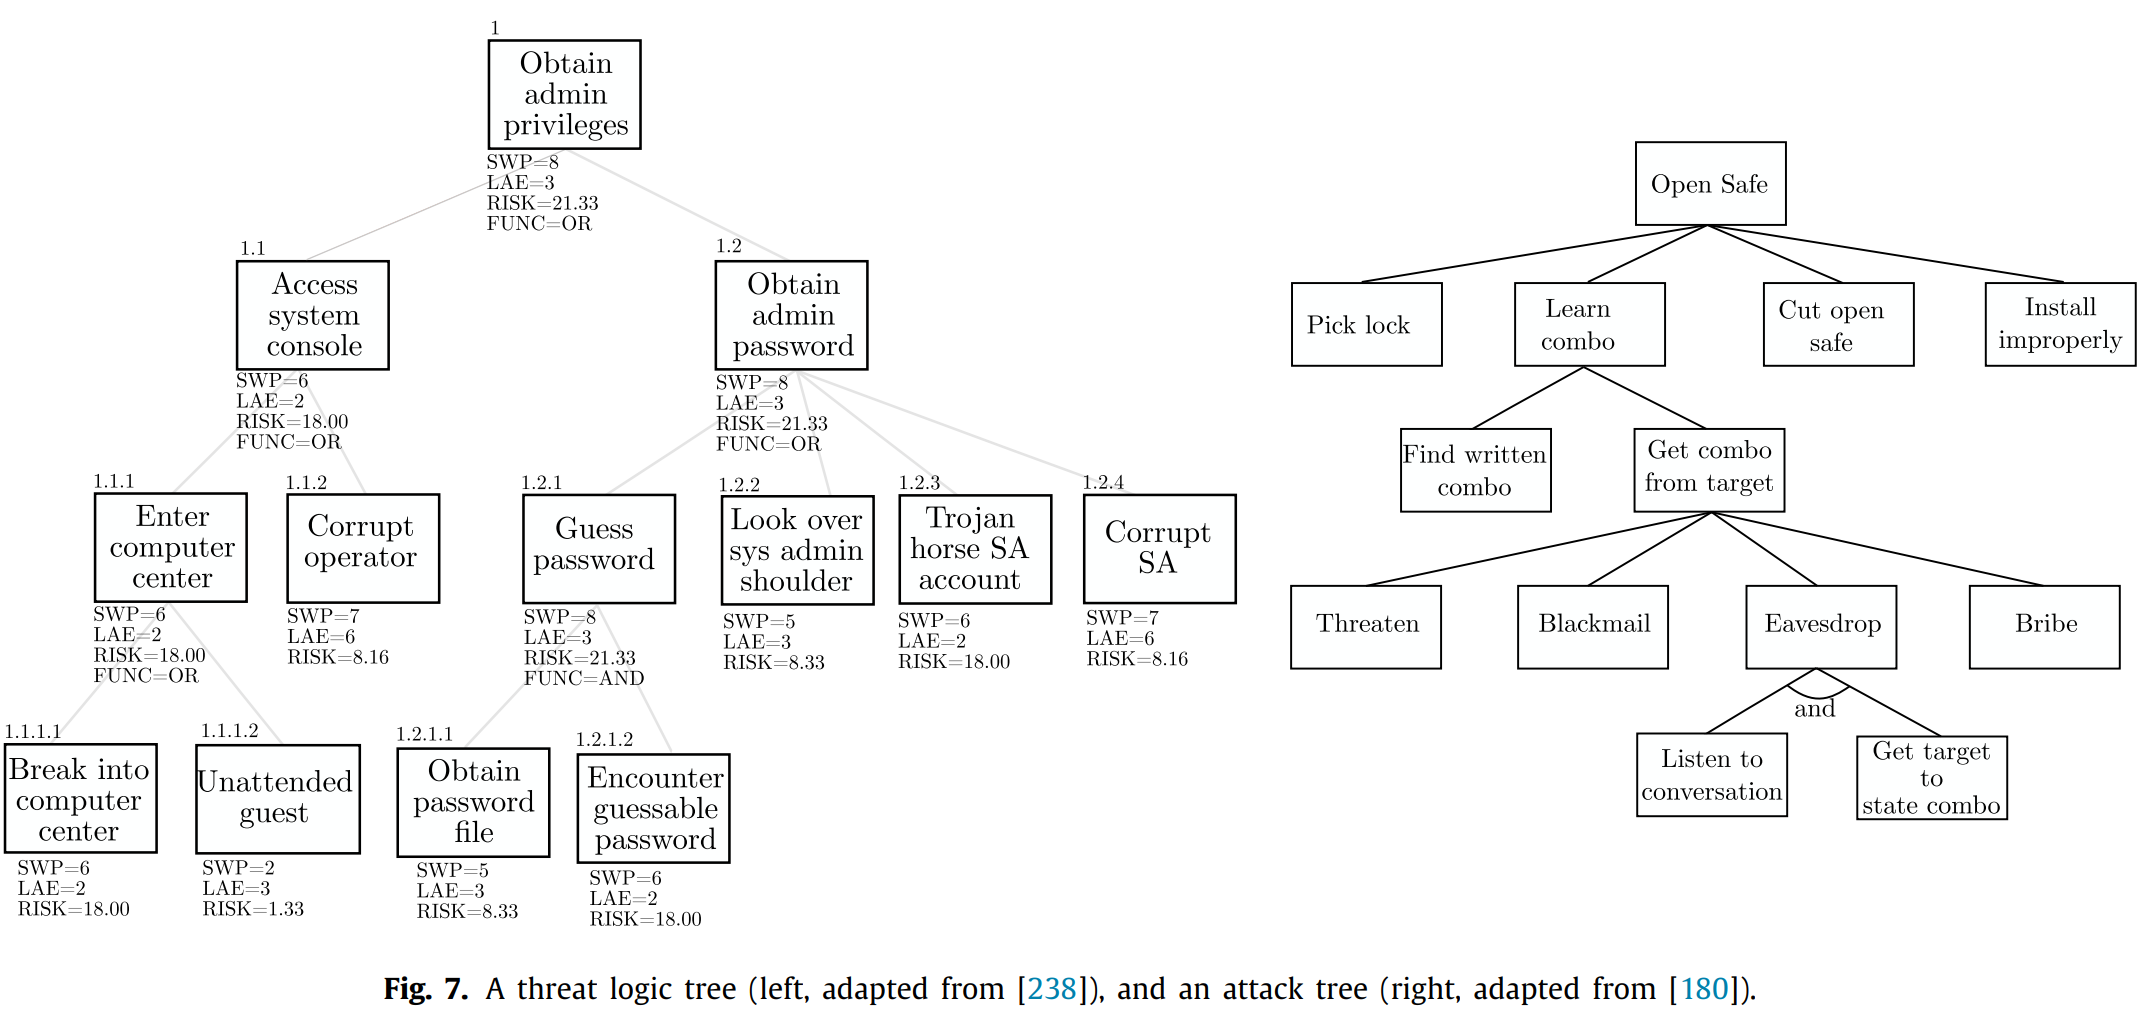 1
Obtain
admin
privileges
SWP=8
LAE=3
RISK=21.33
FUNC=OR
1.1
Access
system
console
SWP=6
LAE=2
RISK=18.00
FUNC=OR
1.2
Obtain
admin
password
SWP=8
LAE=3
RISK=21.33
FUNC=OR
1.1.1
Enter
computer
center
SWP=6
LAE=2
RISK=18.00
FUNC=OR
1.1.2
Corrupt
operator
SWP=7
LAE=6
RISK=8.16
1.2.1
Guess
password
SWP=8
LAE=3
RISK=21.33
FUNC=AND
1.2.2
Look over
sys admin
shoulder
SWP=5
LAE=3
RISK=8.33
1.2.3
Trojan
horse SA
account
SWP=6
LAE=2
RISK=18.00
1.2.4
Corrupt
SA
SWP=7
LAE=6
RISK=8.16
1.1.1.1
Break into
computer
center
SWP=6
LAE=2
RISK=18.00
1.1.1.2
Unattended
guest
SWP=2
LAE=3
RISK=1.33
1.2.1.1
Obtain
password
file
SWP=5
LAE=3
RISK=8.33
1.2.1.2
Encounter
guessable
password
SWP=6
LAE=2
RISK=18.00
Open Safe
Pick lock
Learn
combo
Cut open
safe
Install
improperly
Find written
combo
Get combo
from target
Threaten
Blackmail
Eavesdrop
Bribe
and
Listen to
conversation
Get target
to
state combo
Fig. 7. A threat logic tree (left, adapted from [238]), and an attack tree (right, adapted from [180]).